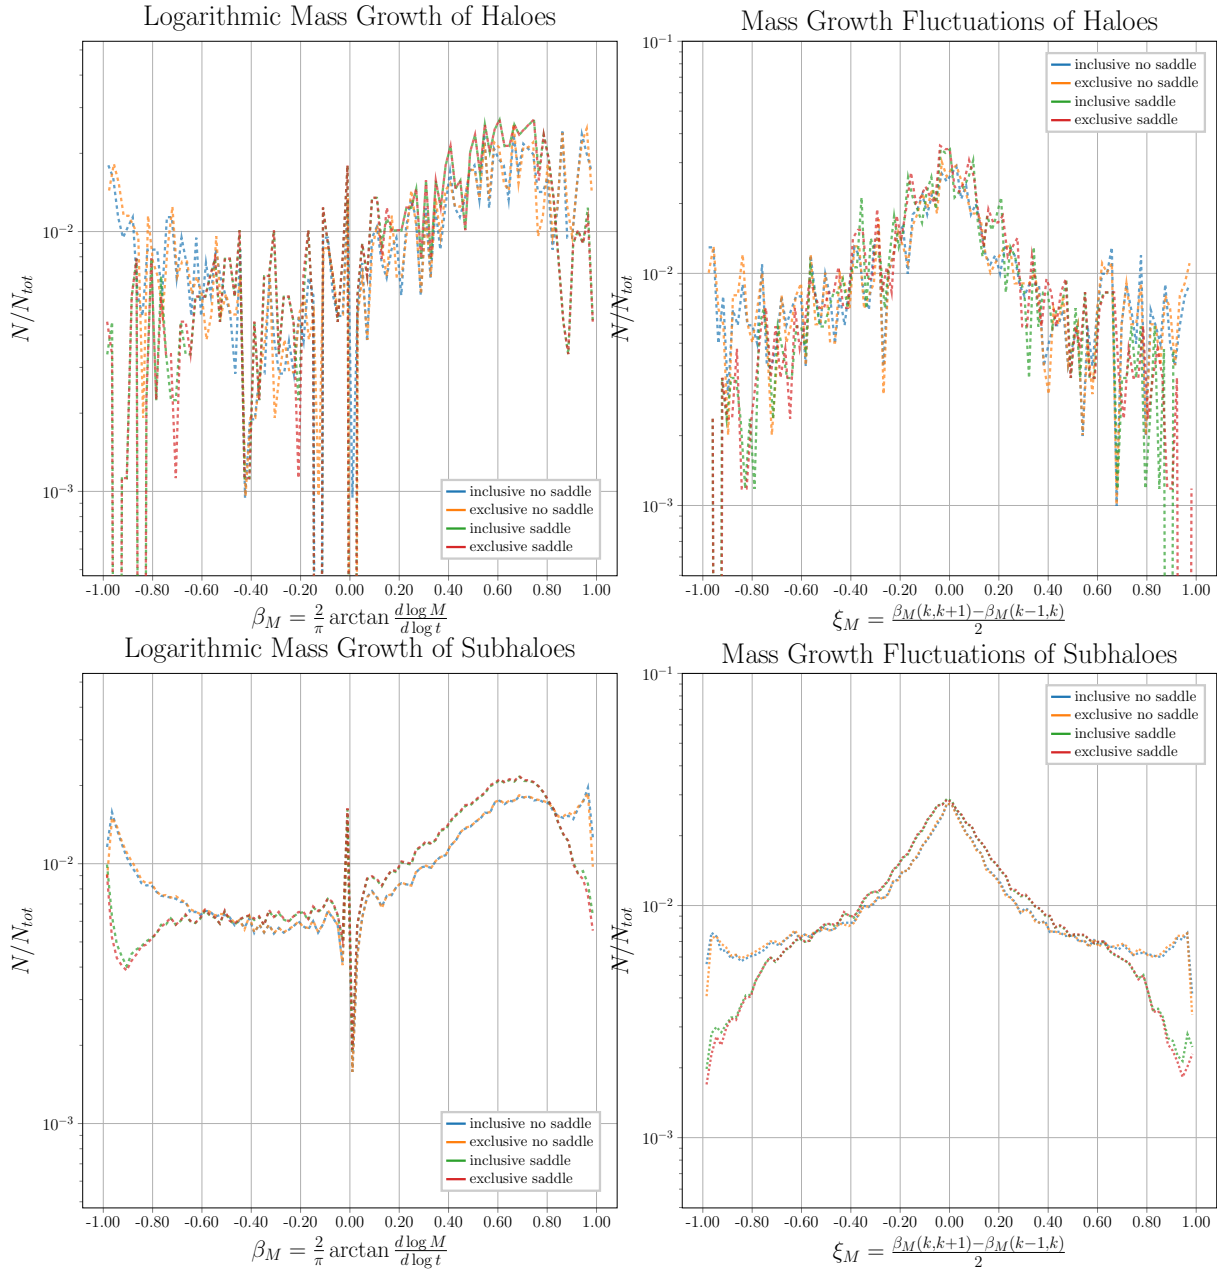 Logarithmic Mass Growth of Haloes
N/N_{tot}
10^{-2}
10^{-3}
inclusive no saddle
exclusive no saddle
inclusive saddle
exclusive saddle
-1.00 -0.80 -0.60 -0.40 -0.20 0.00 0.20 0.40 0.60 0.80 1.00
β_M = \frac{2}{π} arctan \frac{d log M}{d log t}
Mass Growth Fluctuations of Haloes
10^{-1}
inclusive no saddle
exclusive no saddle
inclusive saddle
exclusive saddle
N/N_{tot}
10^{-2}
10^{-3}
-1.00 -0.80 -0.60 -0.40 -0.20 0.00 0.20 0.40 0.60 0.80 1.00
ξ_M = \frac{β_M(k,k+1)−β_M(k−1,k)}{2}
Logarithmic Mass Growth of Subhaloes
10^{-2}
N/N_{tot}
10^{-3}
inclusive no saddle
exclusive no saddle
inclusive saddle
exclusive saddle
-1.00 -0.80 -0.60 -0.40 -0.20 0.00 0.20 0.40 0.60 0.80 1.00
β_M = \frac{2}{π} arctan \frac{d log M}{d log t}
Mass Growth Fluctuations of Subhaloes
10^{-1}
inclusive no saddle
exclusive no saddle
inclusive saddle
exclusive saddle
10^{-2}
N/N_{tot}
10^{-3}
-1.00 -0.80 -0.60 -0.40 -0.20 0.00 0.20 0.40 0.60 0.80 1.00
ξ_M = \frac{β_M(k,k+1)−β_M(k−1,k)}{2}